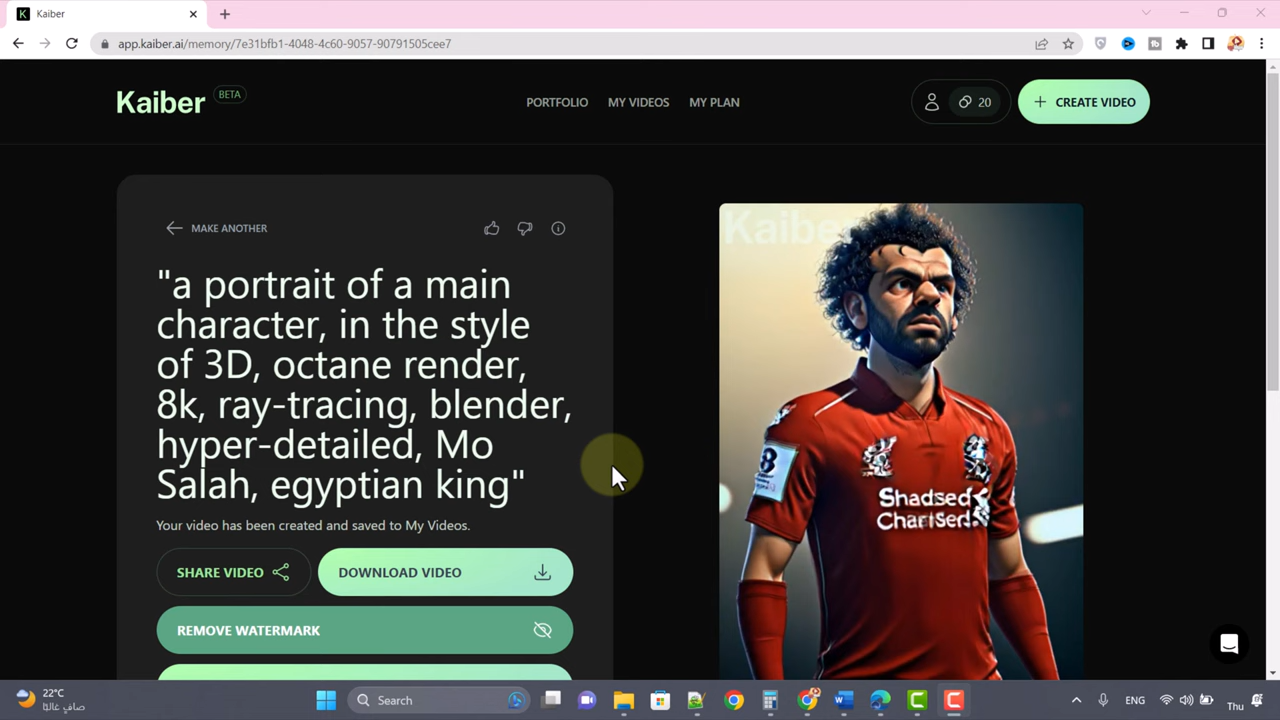 Kaiber
app.kaiber.ai/memory/7e31bfb1-4048-4c60-9057-90791505cee7
Kaiber BETA
PORTFOLIO MY VIDEOS MY PLAN
20
CREATE VIDEO
MAKE ANOTHER
"a portrait of a main
character, in the style
of 3D, octane render,
8k, ray-tracing, blender,
hyper-detailed, Mo
Salah, egyptian king"
Your video has been created and saved to My Videos.
SHARE VIDEO
DOWNLOAD VIDEO
REMOVE WATERMARK
Kaiber
8
Shadsed
Charised
22°C
صافٍ غالبًا
Search
ENG
Thu